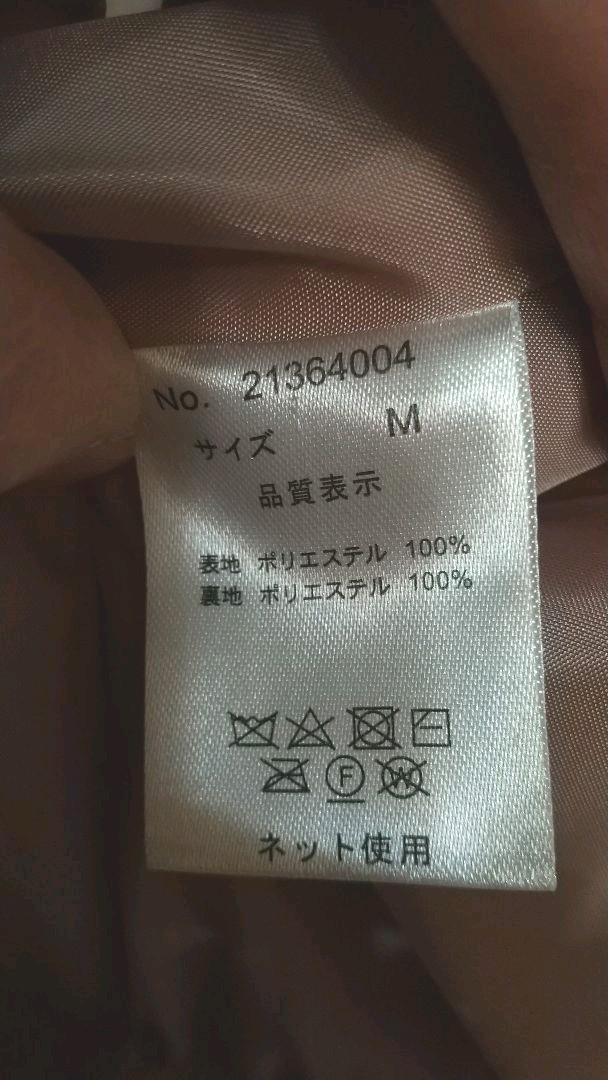 No. 21364004
サイズ M
品質表示
表地 ポリエステル 100%
裏地 ポリエステル 100%
F W
ネット使用